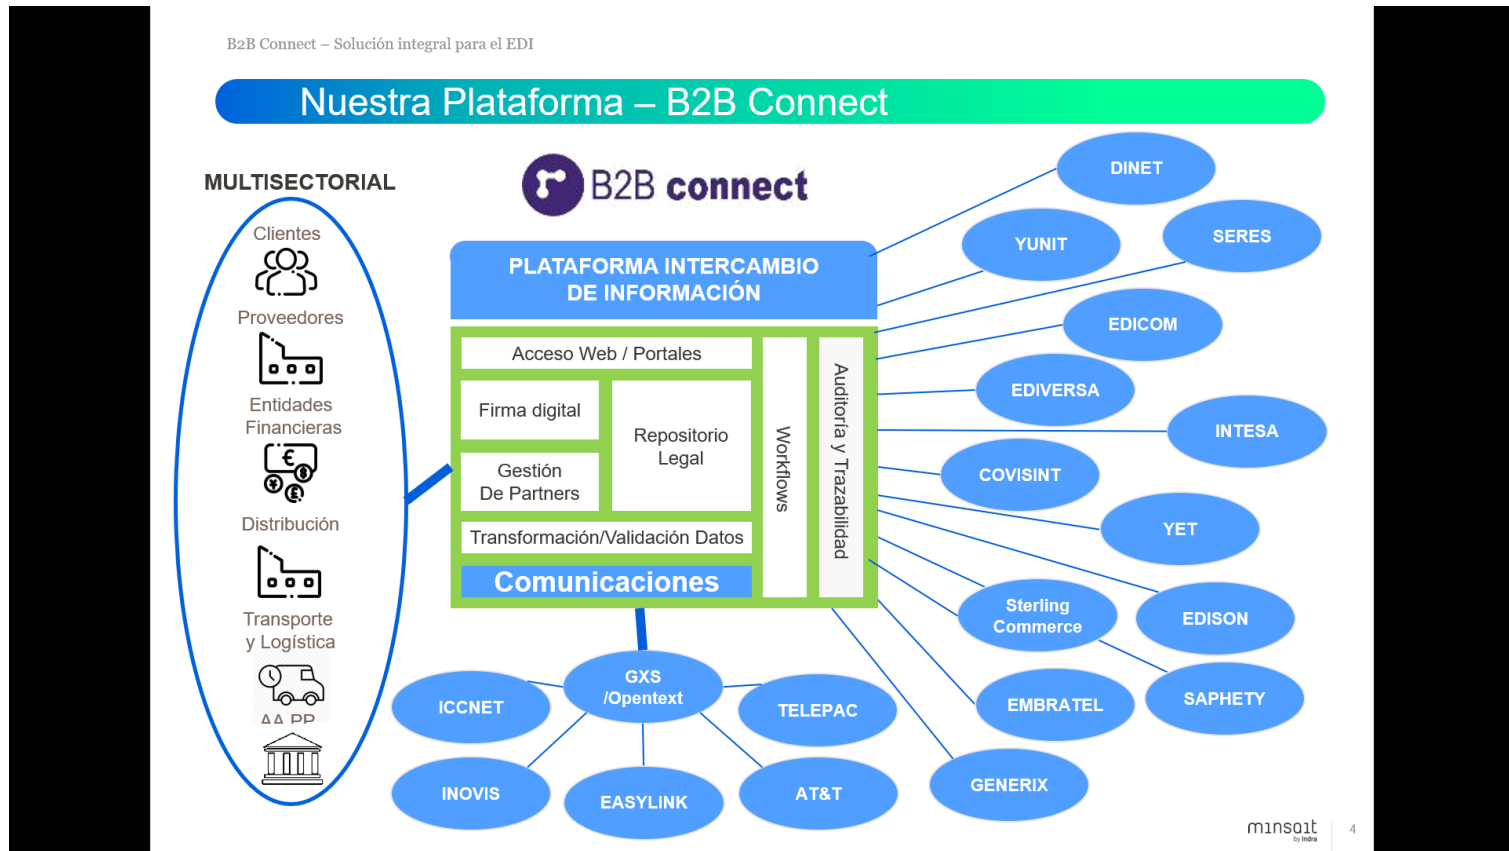 B2B Connect – Solución integral para el EDI
Nuestra Plataforma – B2B Connect
MULTISECTORIAL
Clientes
Proveedores
Entidades
Financieras
Distribución
Transporte
y Logística
AA PP
B2B connect
PLATAFORMA INTERCAMBIO
DE INFORMACIÓN
Acceso Web / Portales
Firma digital
Gestión
De Partners
Repositorio
Legal
Transformación/Validación Datos
Comunicaciones
Workflows
Auditoría y Trazabilidad
DINET
YUNIT
SERES
EDICOM
EDIVERSA
INTESA
COVISINT
YET
Sterling
Commerce
EDISON
EMBRATEL
SAPHETY
GENERIX
GXS
/Opentext
ICCNET
TELEPAC
INOVIS
EASYLINK
AT&T
minsait
by Indra
4